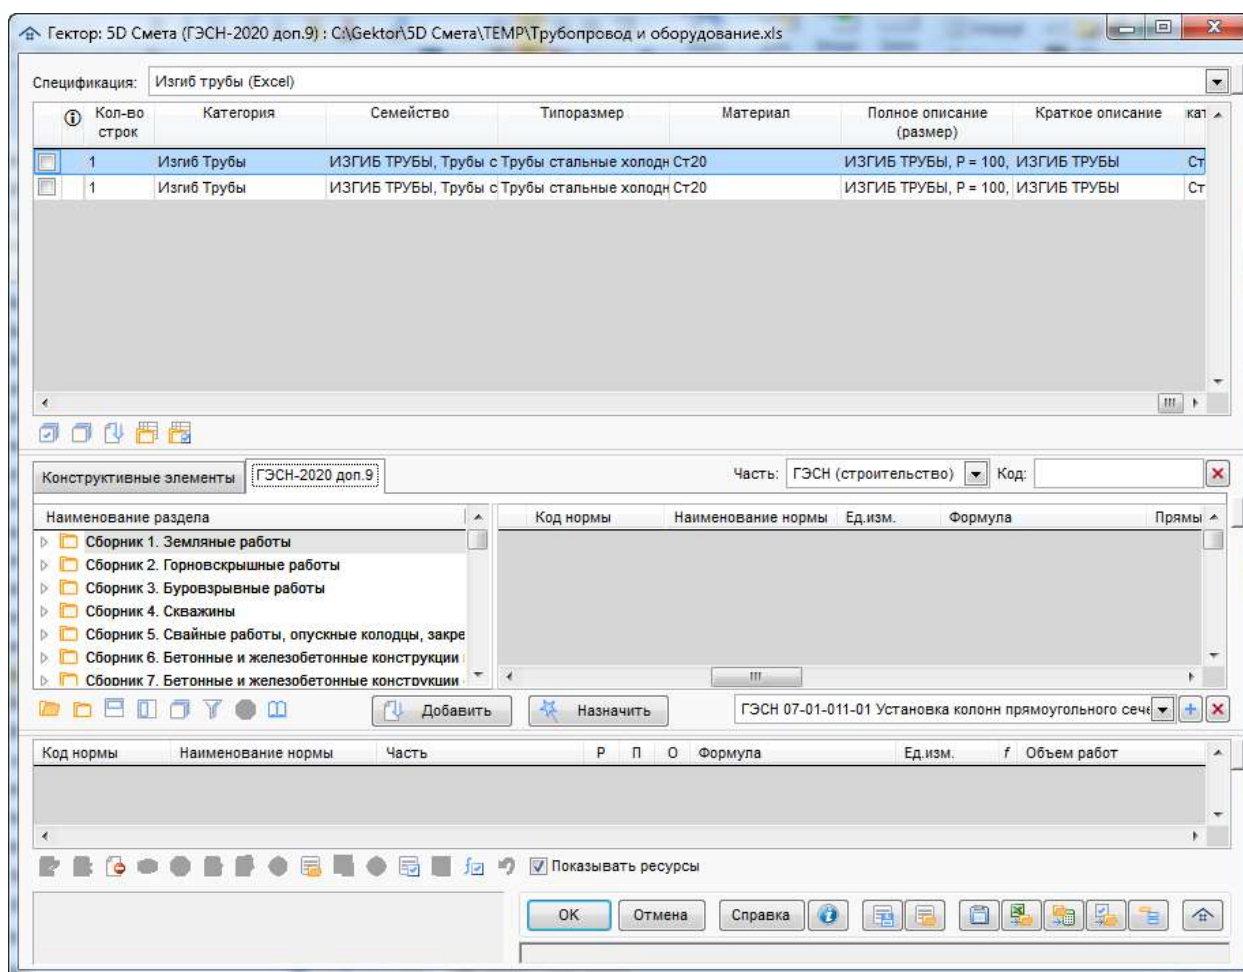 Гектор: 5D Смета (ГЭСН-2020 доп.9) : C:\Gektor\5D Смета\TEMP\Трубопровод и оборудование.xls
Спецификация: Изгиб трубы (Excel)
Кол-во строк Категория Семейство Типоразмер Материал Полное описание (размер) Краткое описание кат
1 Изгиб Трубы ИЗГИБ ТРУБЫ, Трубы с Трубы стальные холодн Ст20 ИЗГИБ ТРУБЫ, Р = 100, ИЗГИБ ТРУБЫ Ст
1 Изгиб Трубы ИЗГИБ ТРУБЫ, Трубы с Трубы стальные холодн Ст20 ИЗГИБ ТРУБЫ, Р = 100, ИЗГИБ ТРУБЫ Ст
Конструктивные элементы ГЭСН-2020 доп.9 Часть: ГЭСН (строительство) Код:
Наименование раздела Код нормы Наименование нормы Ед.изм. Формула Прямы
Сборник 1. Земляные работы
Сборник 2. Горновскрышные работы
Сборник 3. Буровзрывные работы
Сборник 4. Скважины
Сборник 5. Свайные работы, опускные колодцы, закре
Сборник 6. Бетонные и железобетонные конструкции
Сборник 7. Бетонные и железобетонные конструкции
Добавить Назначить ГЭСН 07-01-011-01 Установка колонн прямоугольного сече
Код нормы Наименование нормы Часть Р П О Формула Ед.изм. f Объем работ
Показывать ресурсы
OK Отмена Справка